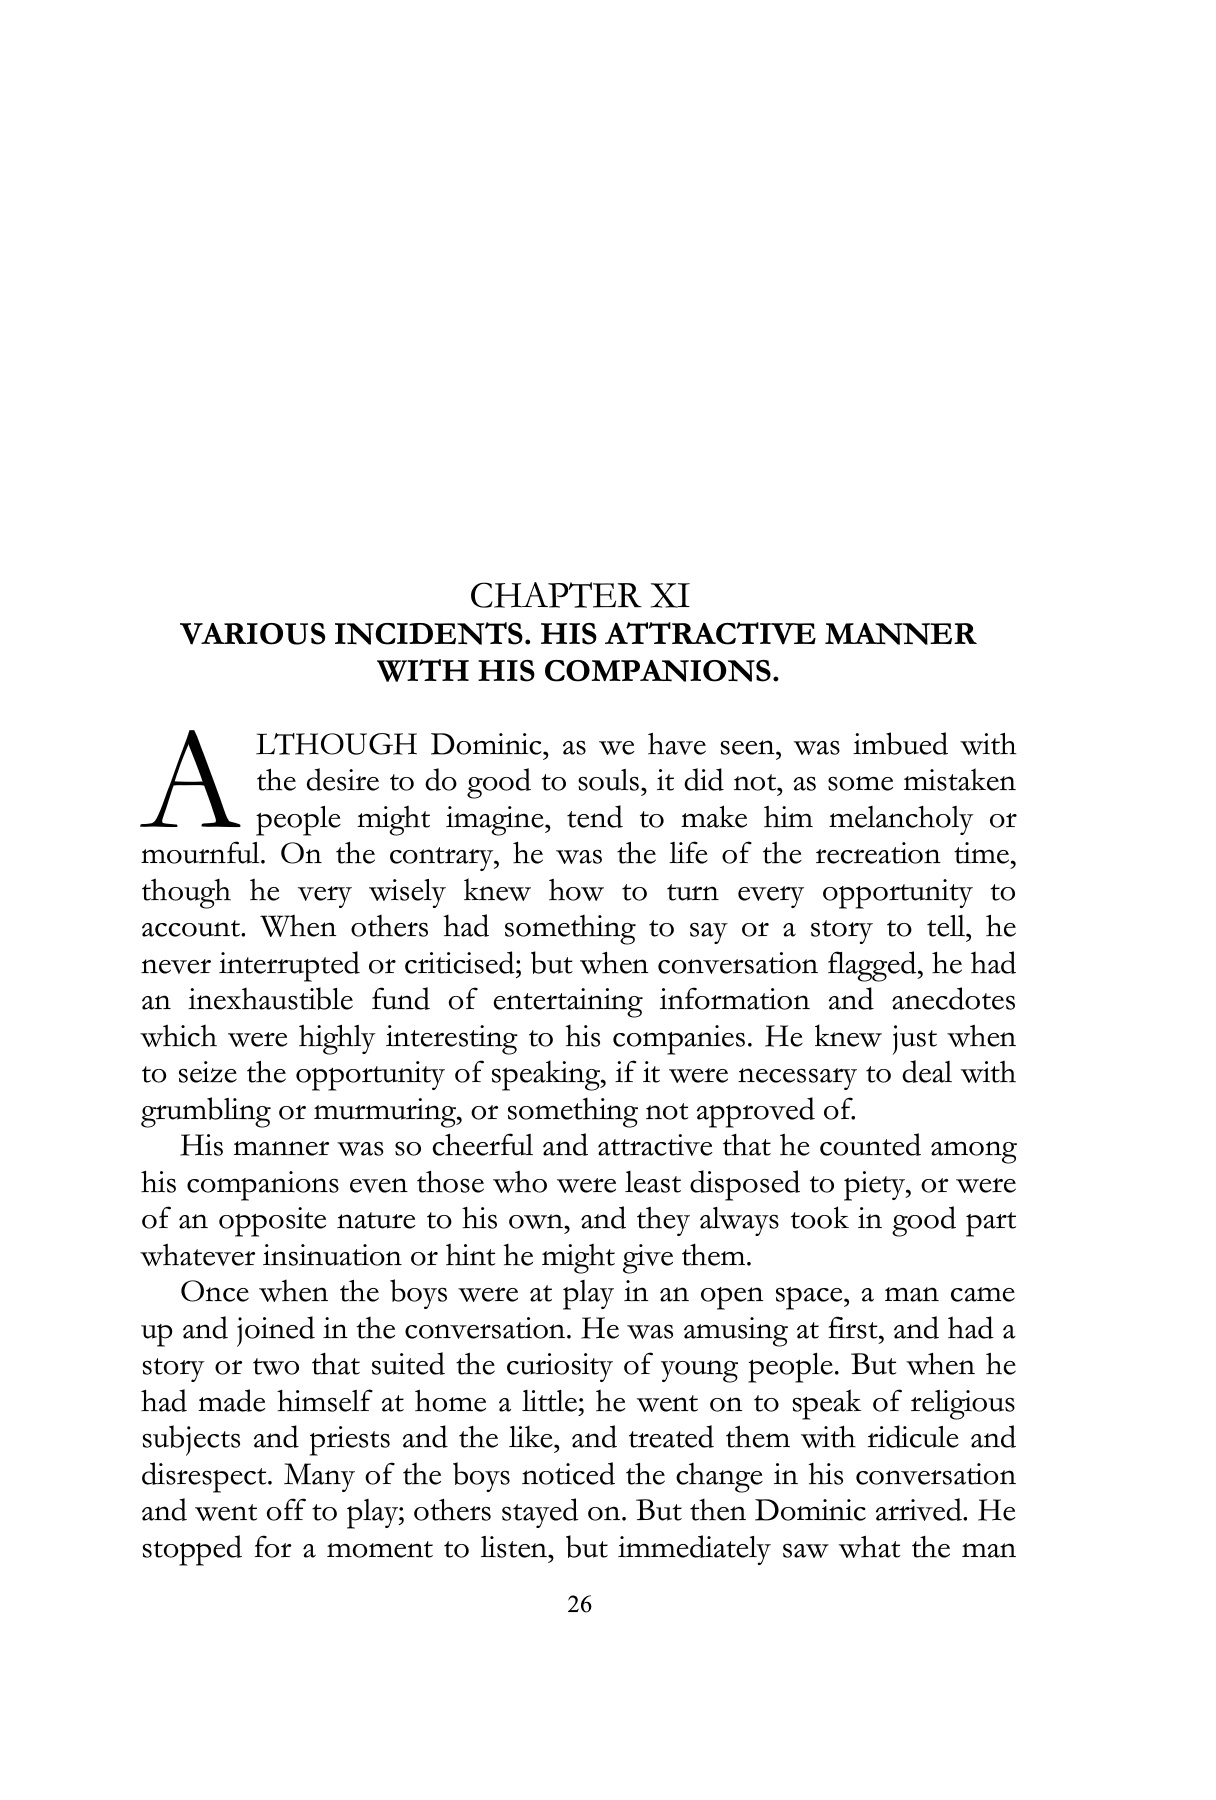 CHAPTER XI
VARIOUS INCIDENTS. HIS ATTRACTIVE MANNER
WITH HIS COMPANIONS.
ALTHOUGH Dominic, as we have seen, was imbued with
the desire to do good to souls, it did not, as some mistaken
people might imagine, tend to make him melancholy or
mournful. On the contrary, he was the life of the recreation time,
though he very wisely knew how to turn every opportunity to
account. When others had something to say or a story to tell, he
never interrupted or criticised; but when conversation flagged, he had
an inexhaustible fund of entertaining information and anecdotes
which were highly interesting to his companies. He knew just when
to seize the opportunity of speaking, if it were necessary to deal with
grumbling or murmuring, or something not approved of.
His manner was so cheerful and attractive that he counted among
his companions even those who were least disposed to piety, or were
of an opposite nature to his own, and they always took in good part
whatever insinuation or hint he might give them.
Once when the boys were at play in an open space, a man came
up and joined in the conversation. He was amusing at first, and had a
story or two that suited the curiosity of young people. But when he
had made himself at home a little; he went on to speak of religious
subjects and priests and the like, and treated them with ridicule and
disrespect. Many of the boys noticed the change in his conversation
and went off to play; others stayed on. But then Dominic arrived. He
stopped for a moment to listen, but immediately saw what the man
26